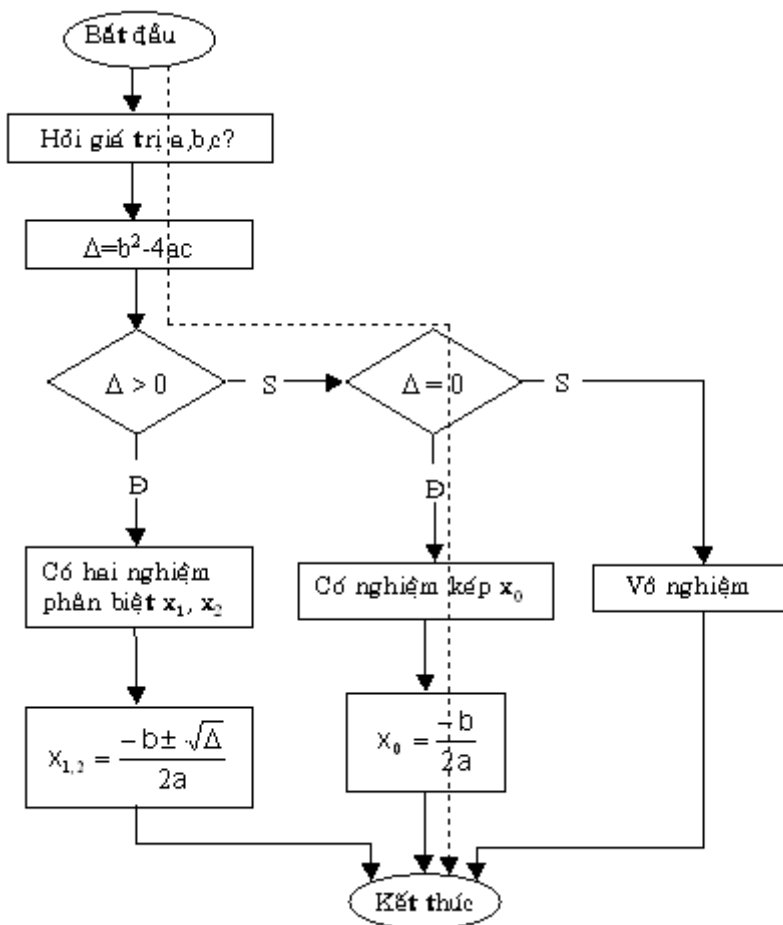 Bắt đầu
Hỏi giá trị a,b,c?
Δ=b²-4ac
Δ > 0
S
Δ = 0
S
Đ
Đ
Có hai nghiệm
phân biệt x₁, x₂
Có nghiệm kép x₀
Vô nghiệm
x₁,₂ = (-b ± √Δ) / 2a
x₀ = -b / 2a
Kết thúc